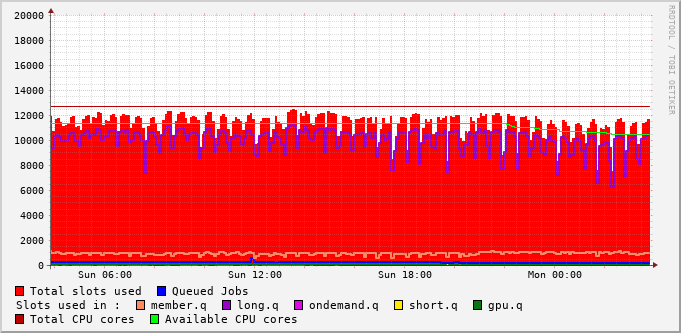 RRDTOOL / TOBI OETIKER
20000
18000
16000
14000
12000
10000
8000
6000
4000
2000
0
Sun 06:00 Sun 12:00 Sun 18:00 Mon 00:00
Total slots used Queued Jobs
Slots used in : member.q long.q ondemand.q short.q gpu.q
Total CPU cores Available CPU cores